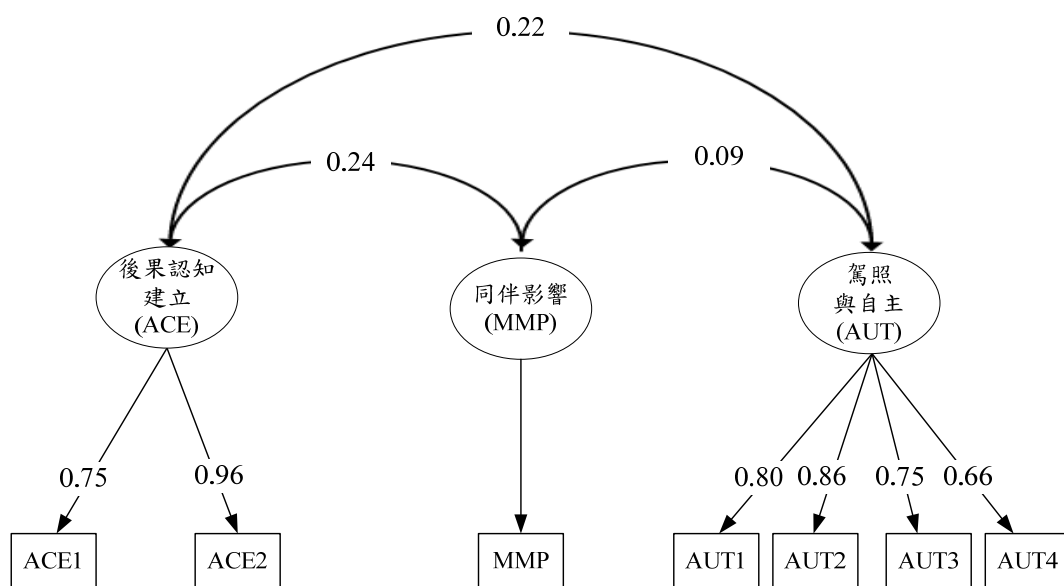 0.22
0.24
0.09
後果認知
建立
(ACE)
同伴影響
(MMP)
駕照
與自主
(AUT)
0.75
0.96
0.80
0.86
0.75
0.66
ACE1
ACE2
MMP
AUT1
AUT2
AUT3
AUT4